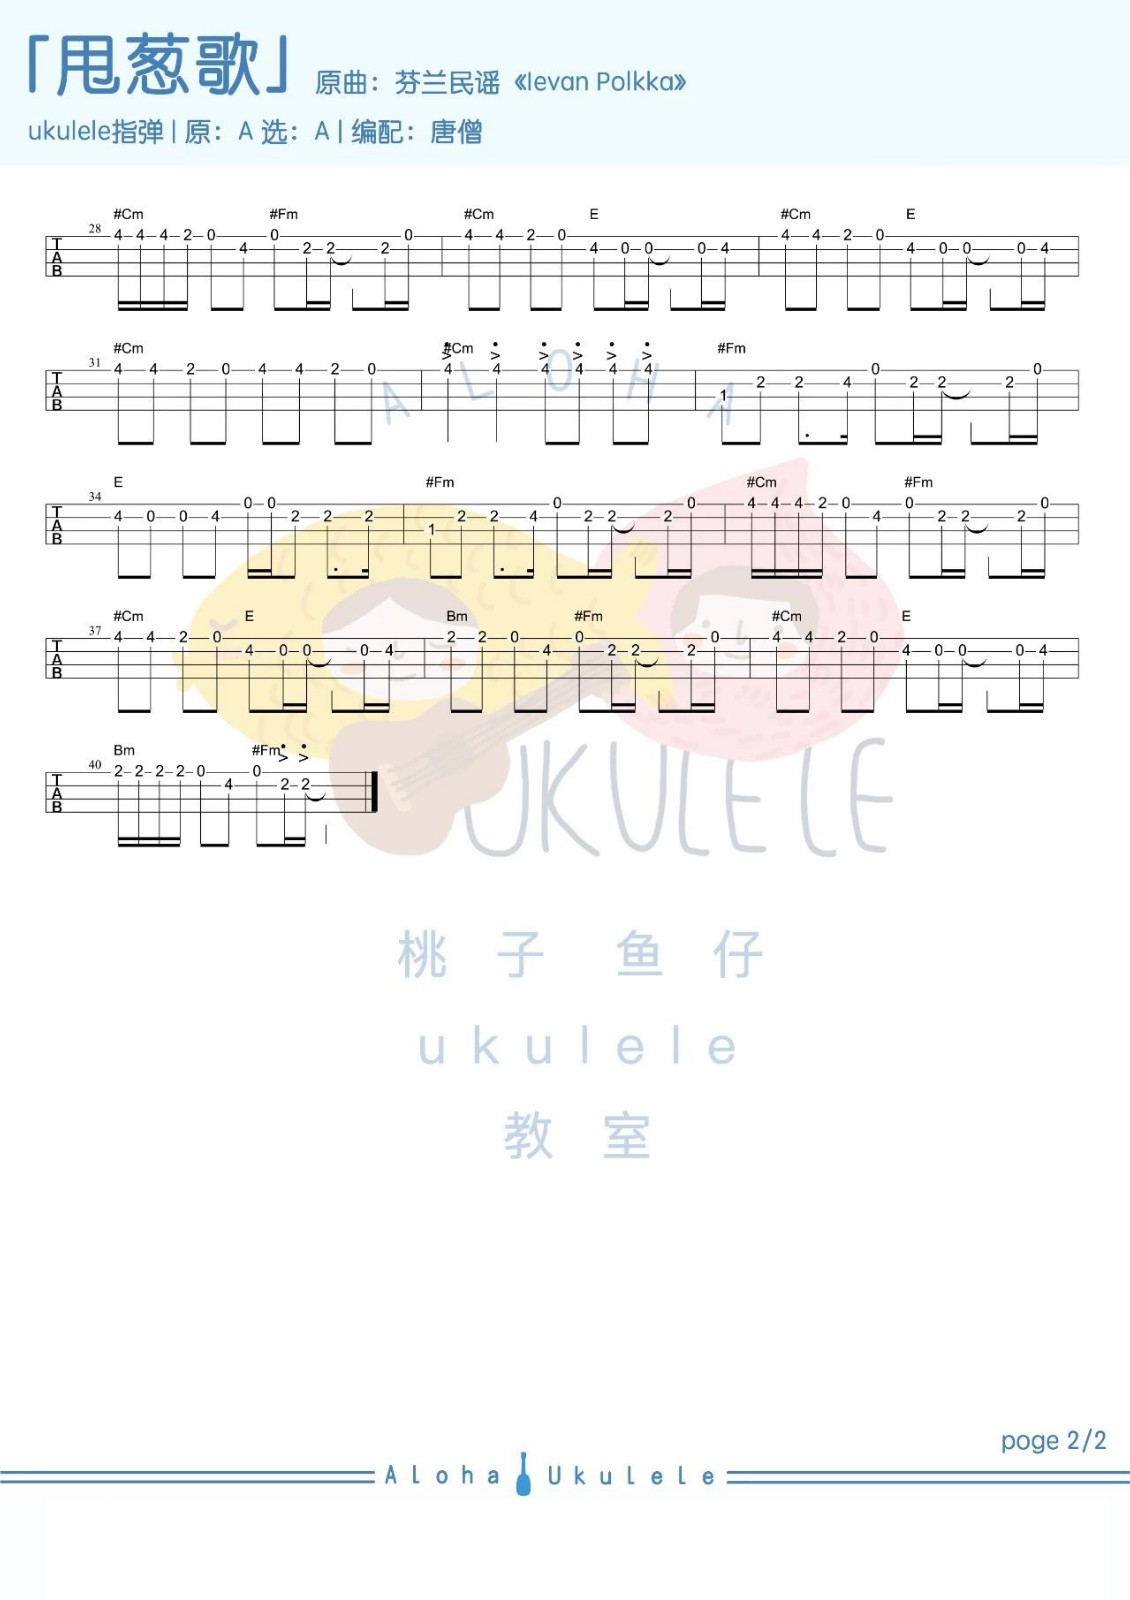 「甩葱歌」 原曲：芬兰民谣《Ievan Polkka》
ukulele指弹 | 原：A 选：A | 编配：唐僧
#Cm #Fm #Cm E #Cm E
28
TAB 4 4 4 2 0 4 0 2 2 2 0 4 4 2 0 4 0 0 0 4 4 4 2 0 4 0 0 0 4
#Cm #Cm #Fm
31
TAB 4 4 2 0 4 4 2 0 4 4 4 4 4 4 1 2 2 4 0 2 2 2 0
ALOHA
E #Fm #Cm #Fm
34
TAB 4 0 0 4 0 0 2 2 2 1 2 2 4 0 2 2 2 0 4 4 4 2 0 4 0 2 2 2 0
#Cm E Bm #Fm #Cm E
37
TAB 4 4 2 0 4 0 0 0 4 2 2 0 4 0 2 2 2 0 4 4 2 0 4 0 0 0 4
Bm #Fm
40
TAB 2 2 2 2 0 4 0 2 2
UKULELE
桃子 鱼仔
ukulele
教室
poge 2/2
Aloha Ukulele